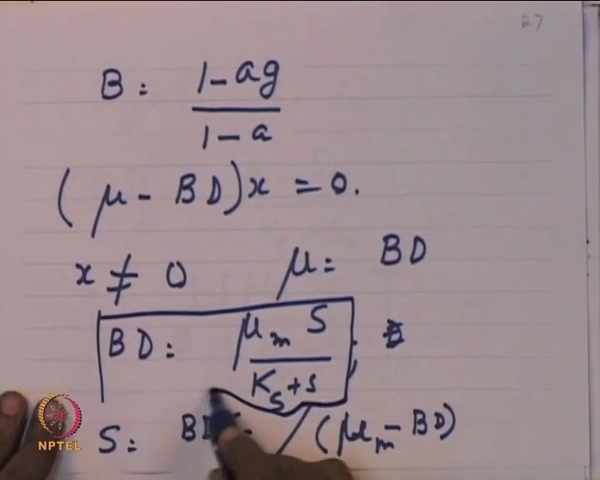 27
B = 1 - ag / 1 - a
(μ - BD) x = 0.
x ≠ 0 μ = BD
BD = μm S / Ks + s
S = BD / (μm - BD)
NPTEL